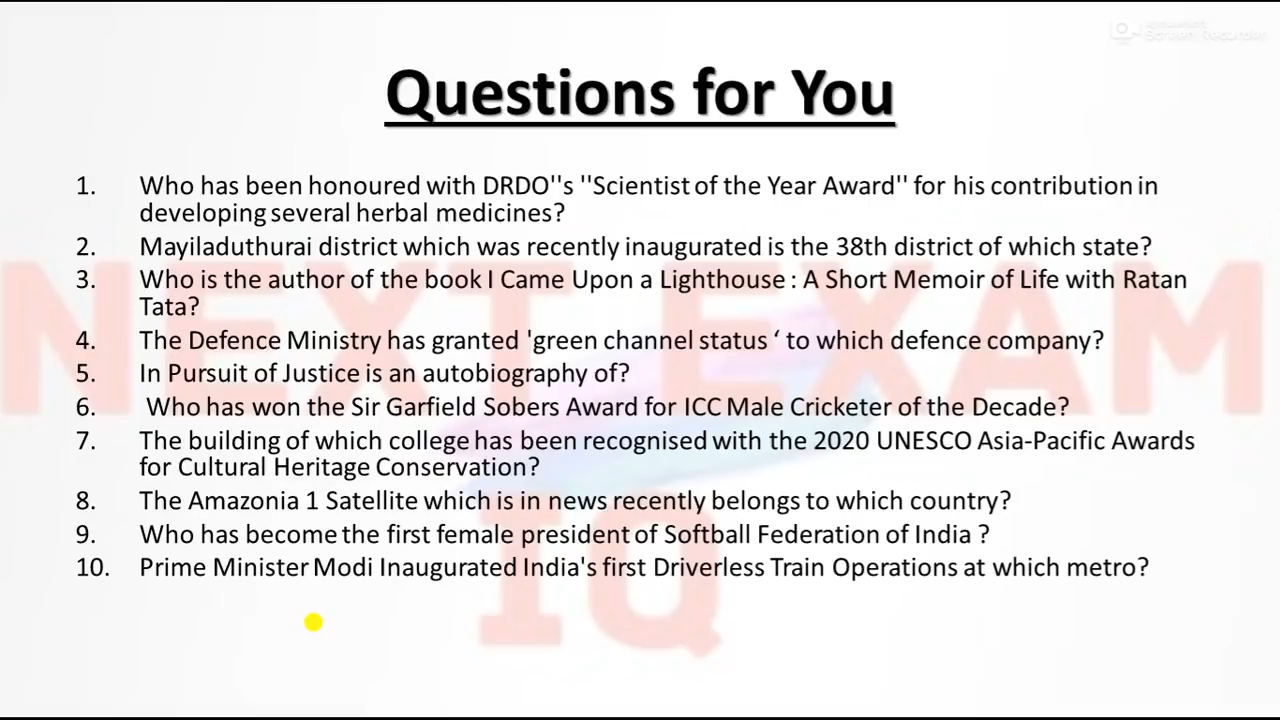 Screen Recorder
Questions for You
1. Who has been honoured with DRDO''s ''Scientist of the Year Award'' for his contribution in
developing several herbal medicines?
2. Mayiladuthurai district which was recently inaugurated is the 38th district of which state?
3. Who is the author of the book I Came Upon a Lighthouse : A Short Memoir of Life with Ratan
Tata?
4. The Defence Ministry has granted 'green channel status ‘ to which defence company?
5. In Pursuit of Justice is an autobiography of?
6. Who has won the Sir Garfield Sobers Award for ICC Male Cricketer of the Decade?
7. The building of which college has been recognised with the 2020 UNESCO Asia-Pacific Awards
for Cultural Heritage Conservation?
8. The Amazonia 1 Satellite which is in news recently belongs to which country?
9. Who has become the first female president of Softball Federation of India ?
10. Prime Minister Modi Inaugurated India's first Driverless Train Operations at which metro?
NEXT EXAM
IQ